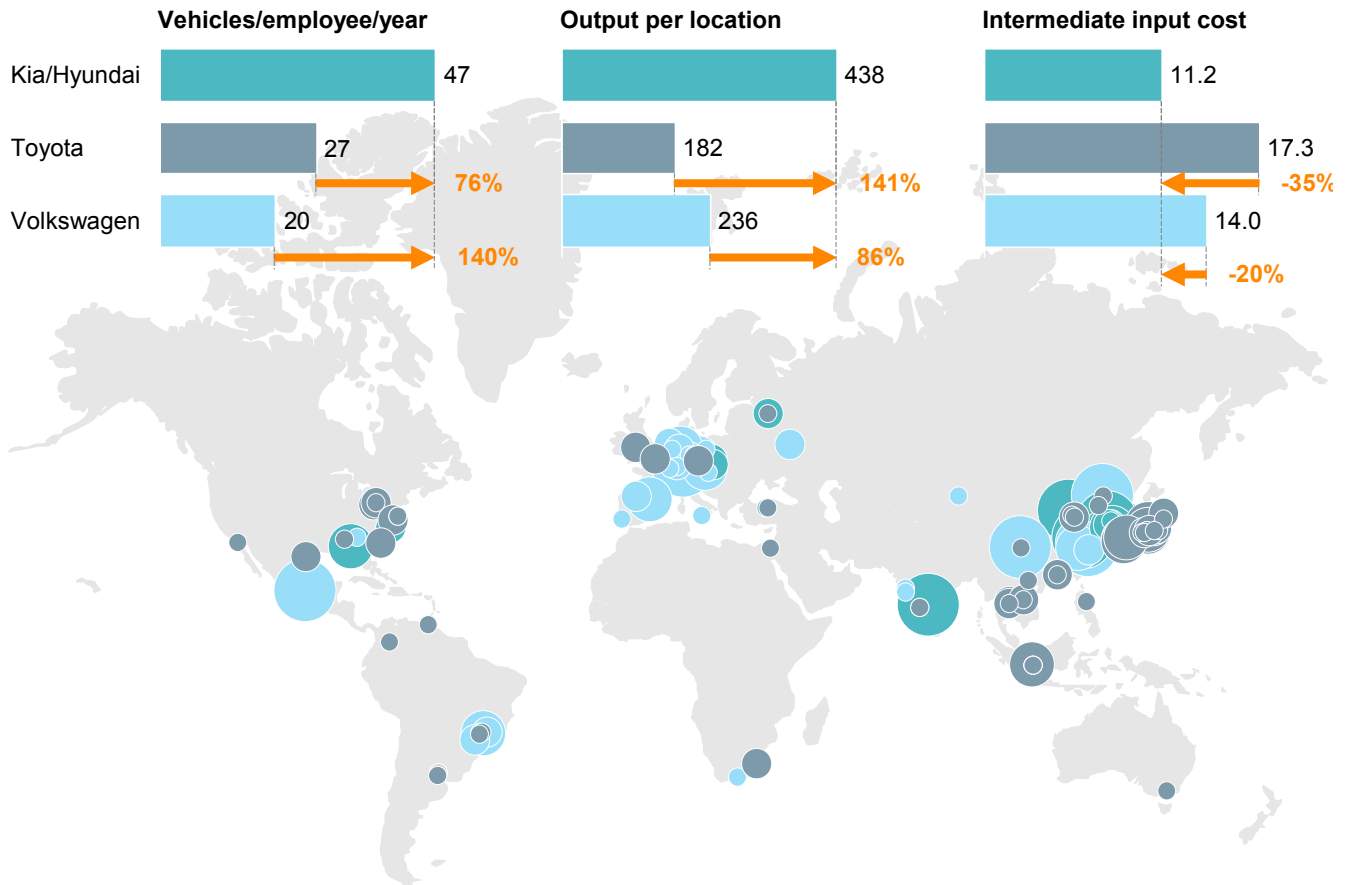 Vehicles/employee/year Output per location Intermediate input cost
Kia/Hyundai 47 438 11.2
Toyota 27 182 17.3
76% 141% -35%
Volkswagen 20 236 14.0
140% 86% -20%